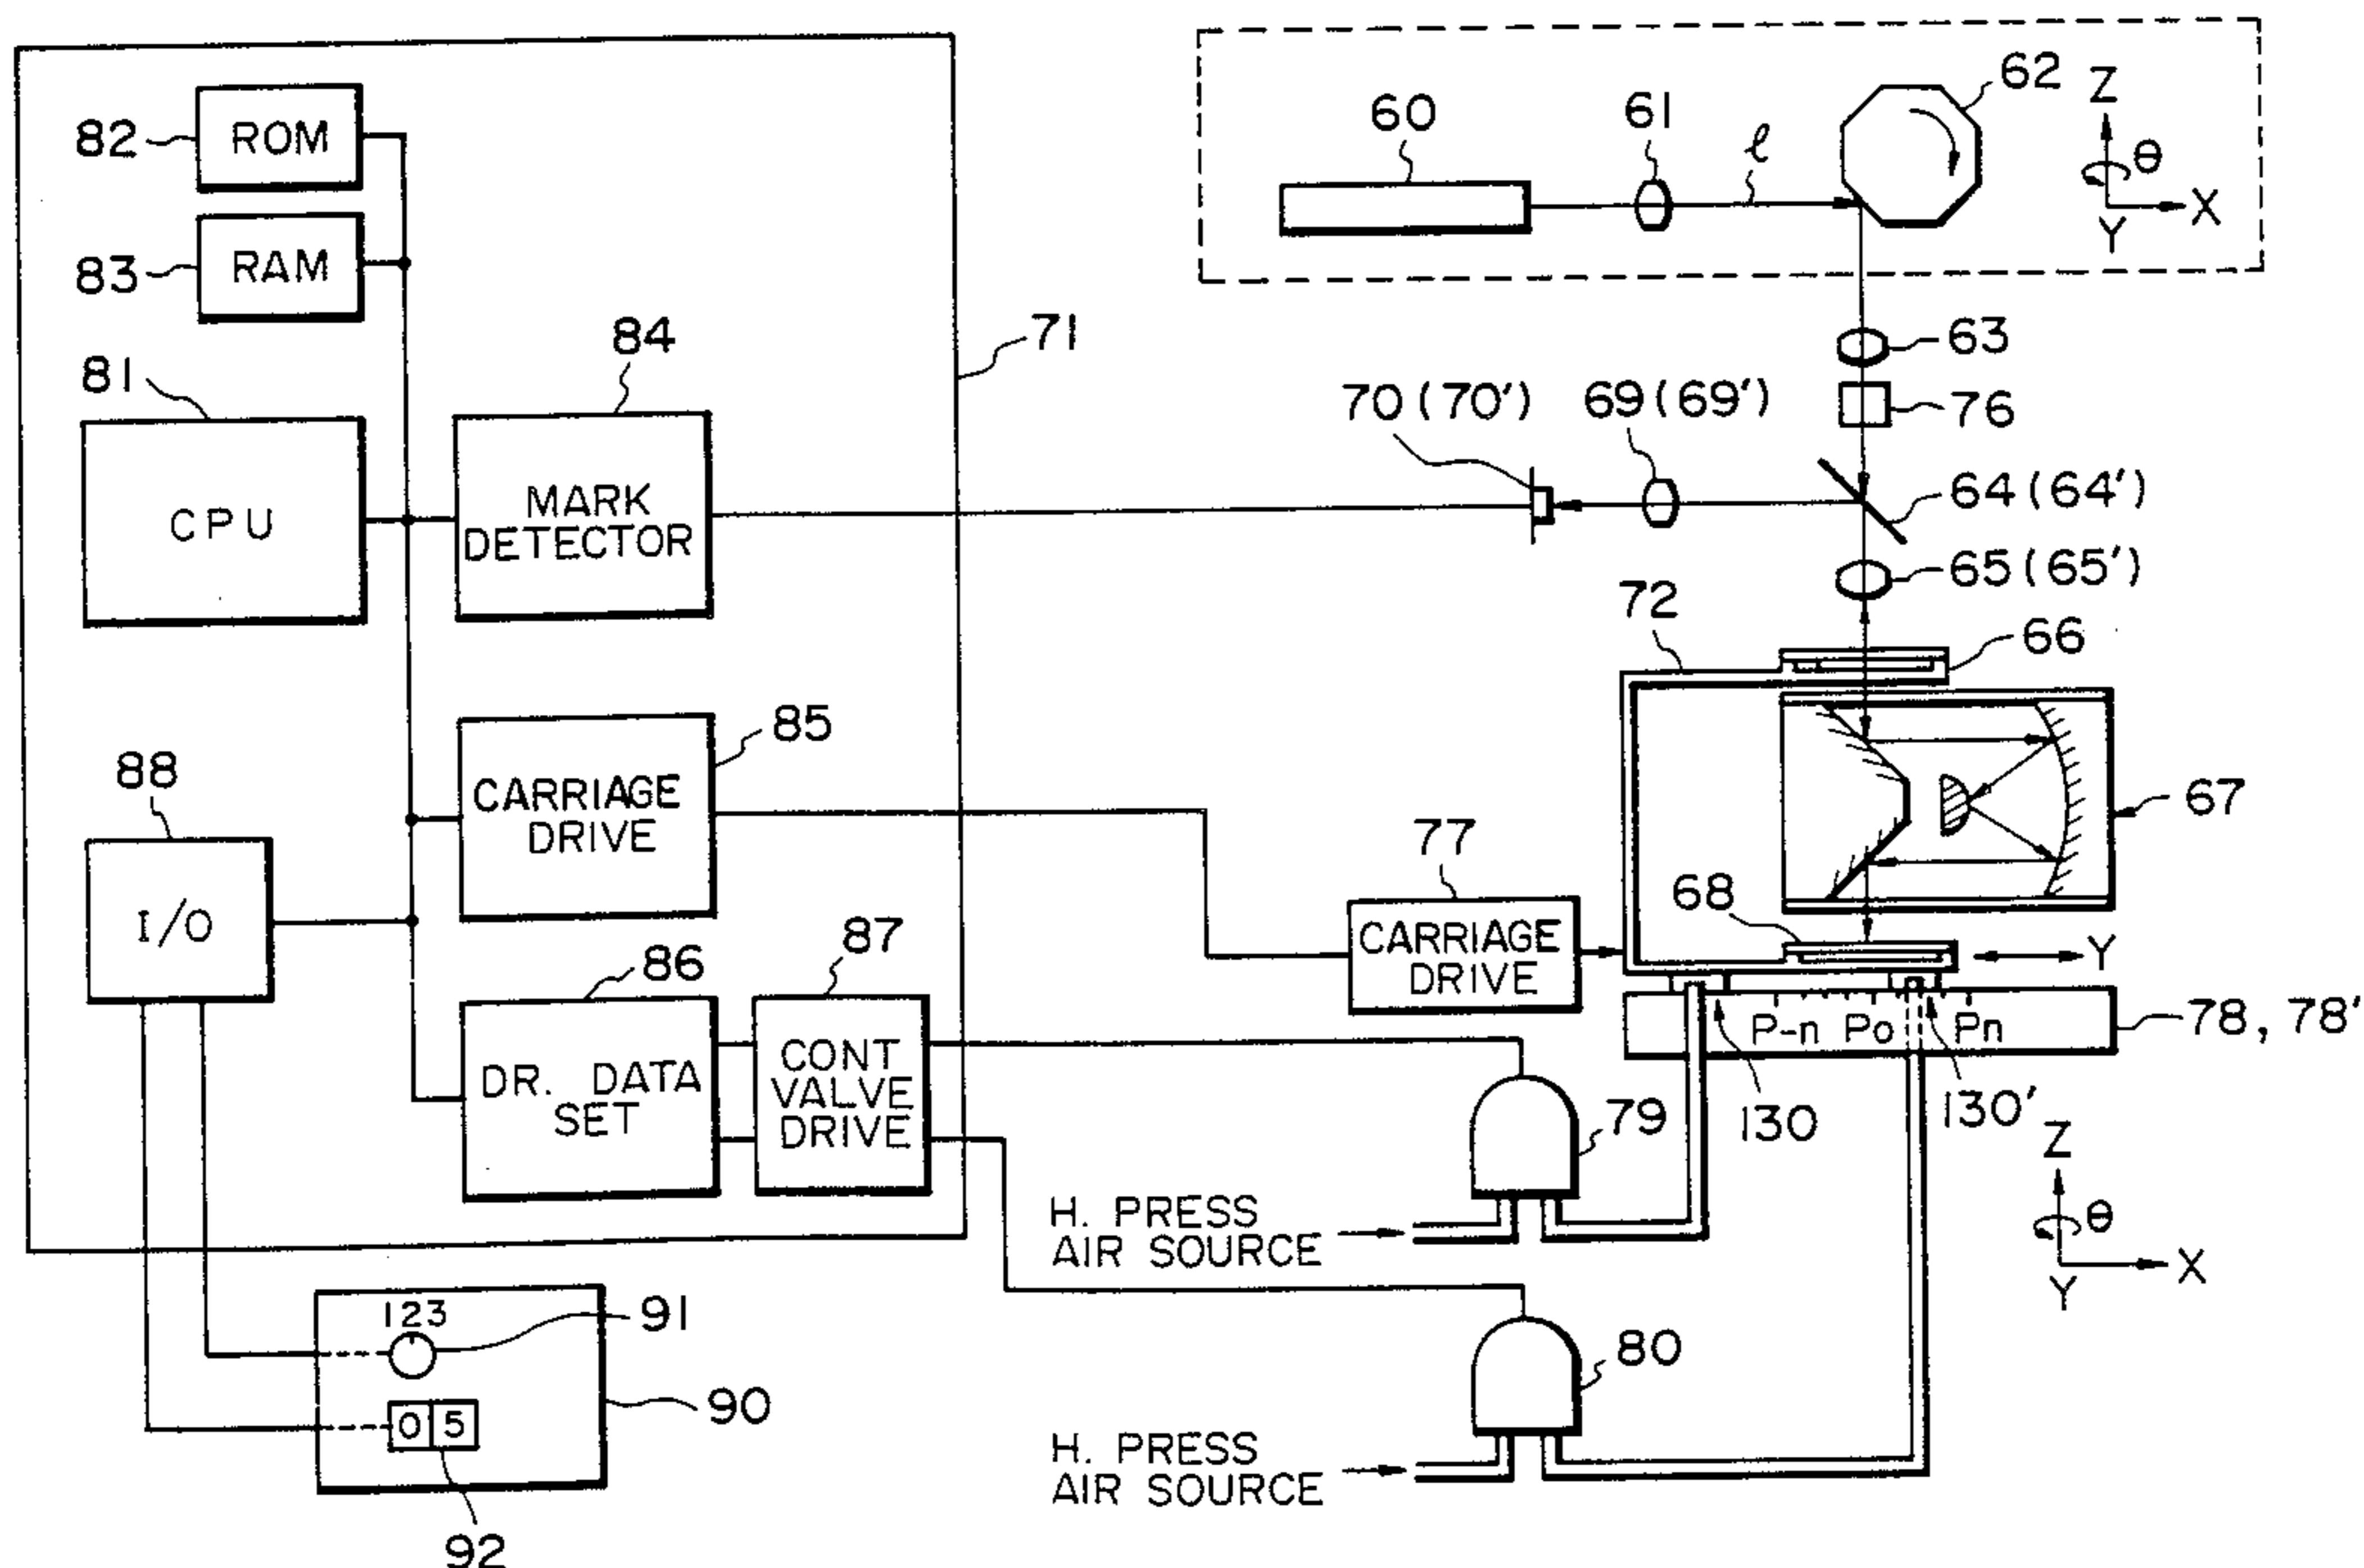 62
Z
60
61
ℓ
θ
X
Y
82
ROM
83
RAM
71
63
84
81
70 (70') 69 (69')
76
CPU
MARK
DETECTOR
64 (64')
65 (65')
72
66
85
88
CARRIAGE
DRIVE
67
77
I/O
68
87
CARRIAGE
DRIVE
Y
86
P-n Po Pn
78, 78'
DR. DATA
SET
CONT
VALVE
DRIVE
79
130
130'
Z
H. PRESS
AIR SOURCE
θ
X
Y
123
91
80
90
0 5
H. PRESS
AIR SOURCE
92